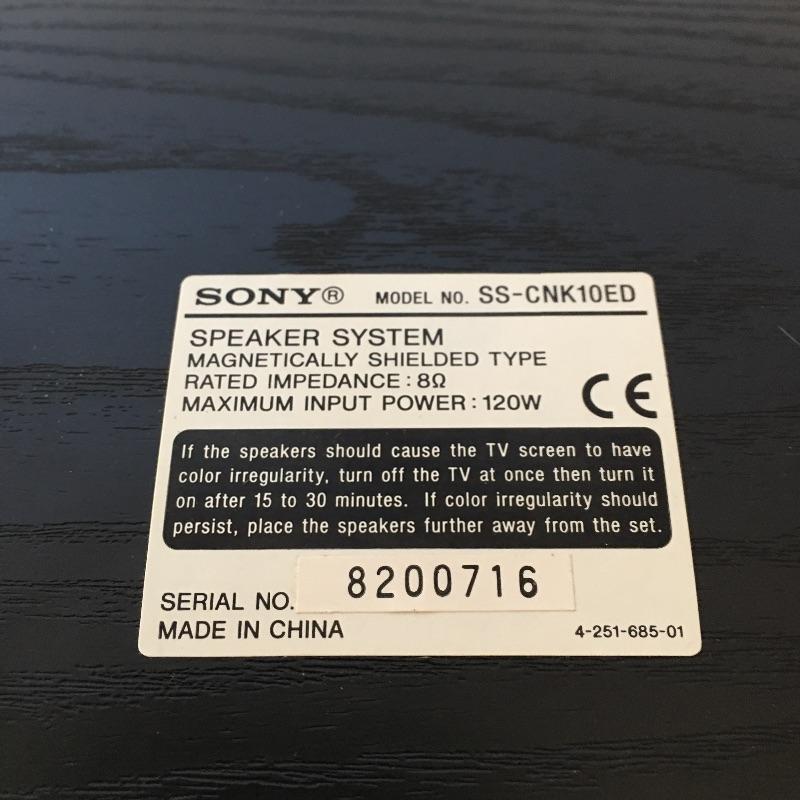 SONY® MODEL NO. SS-CNK10ED
SPEAKER SYSTEM
MAGNETICALLY SHIELDED TYPE
RATED IMPEDANCE : 8Ω
MAXIMUM INPUT POWER : 120W
CE
If the speakers should cause the TV screen to have
color irregularity, turn off the TV at once then turn it
on after 15 to 30 minutes. If color irregularity should
persist, place the speakers further away from the set.
SERIAL NO. 8200716
MADE IN CHINA 4-251-685-01